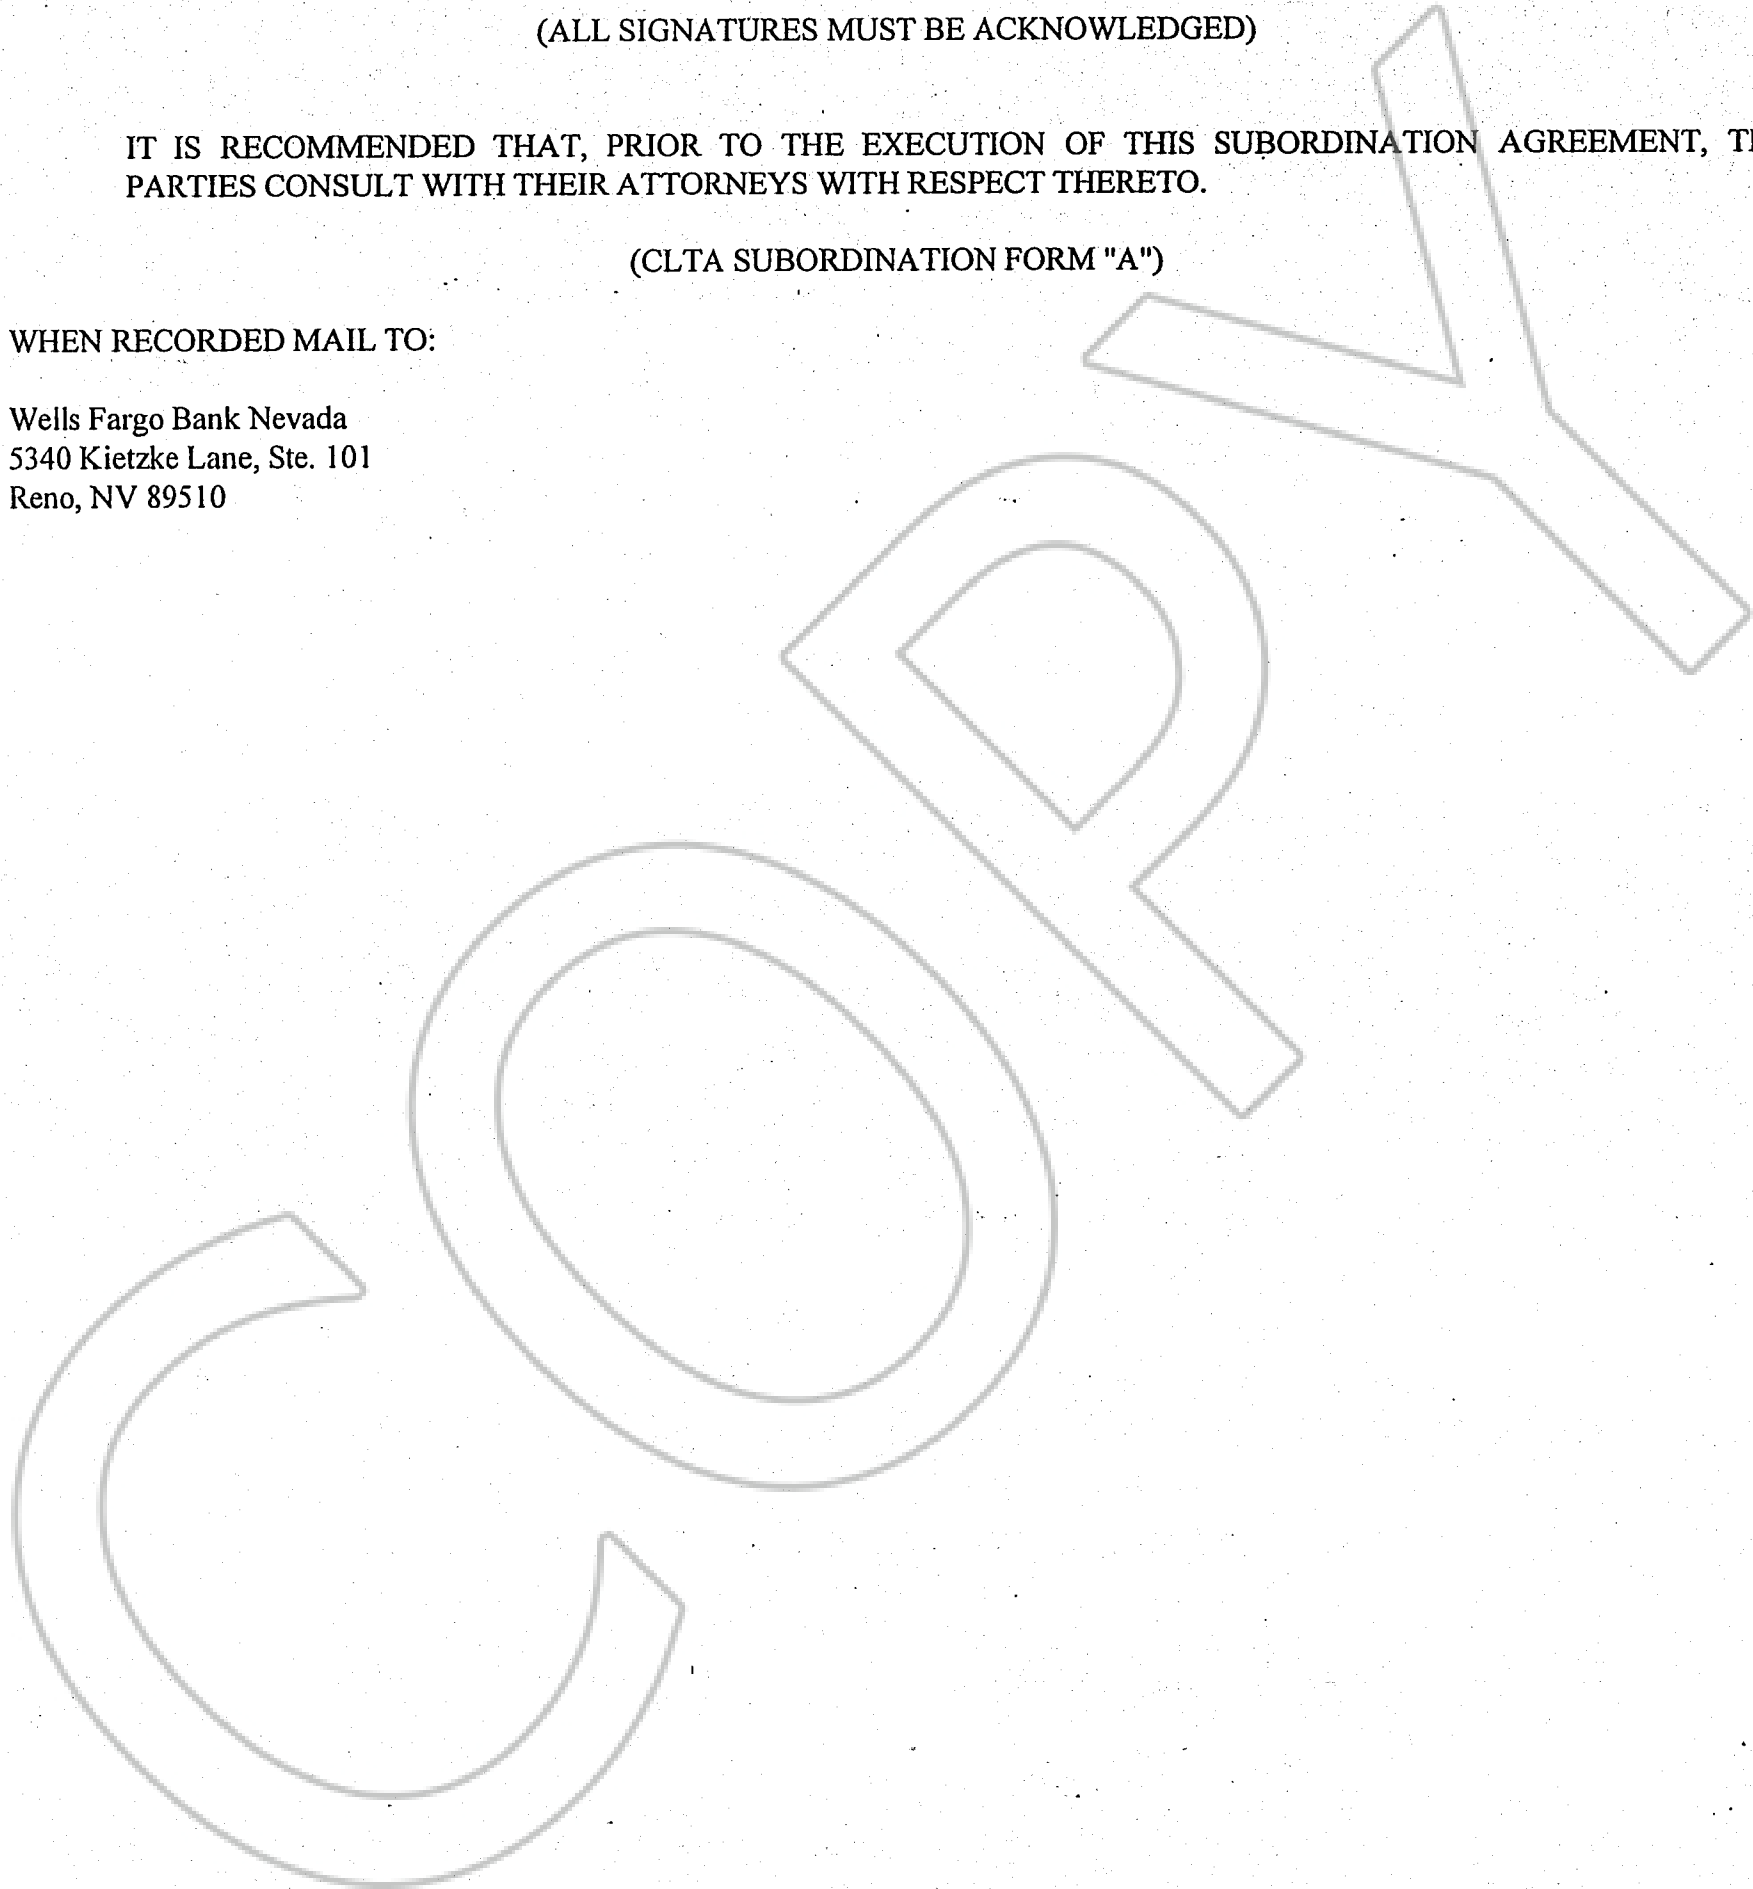 (ALL SIGNATURES MUST BE ACKNOWLEDGED)
IT IS RECOMMENDED THAT, PRIOR TO THE EXECUTION OF THIS SUBORDINATION AGREEMENT,
PARTIES CONSULT WITH THEIR ATTORNEYS WITH RESPECT THERETO.
(CLTA SUBORDINATION FORM "A")
WHEN RECORDED MAIL TO:
Wells Fargo Bank Nevada
5340 Kietzke Lane, Ste. 101
Reno, NV 89510
COPY